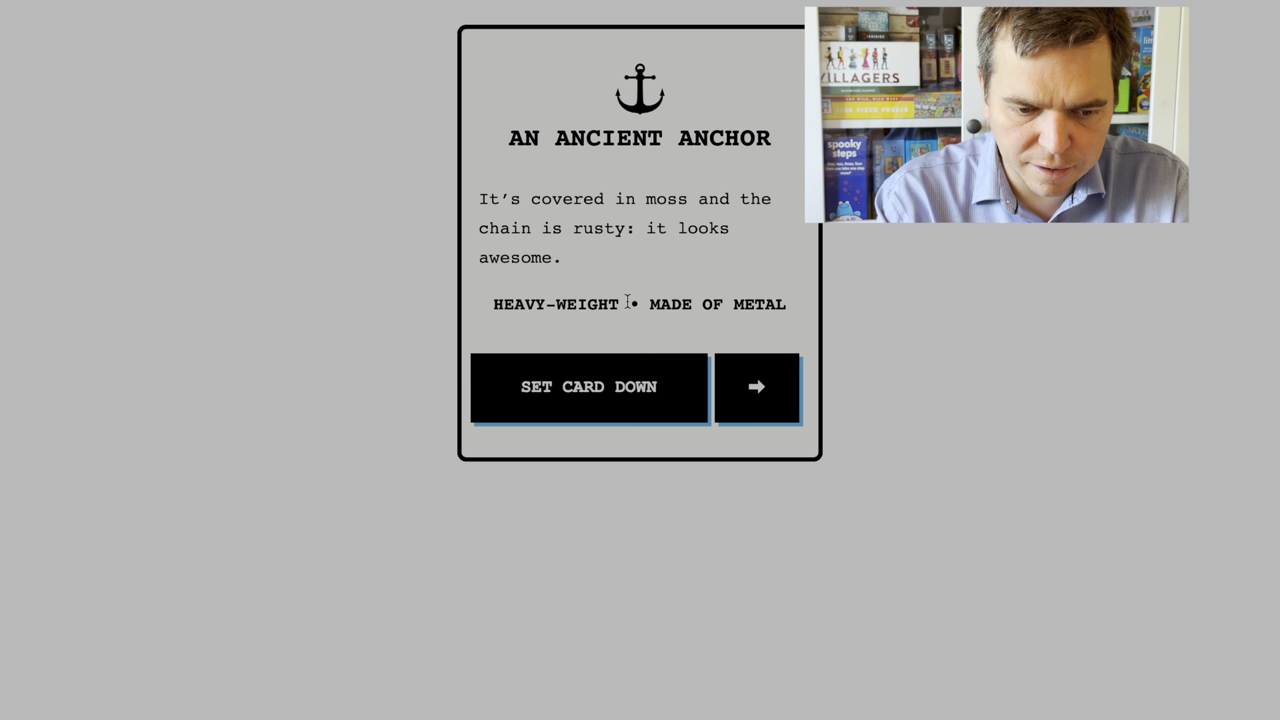 AN ANCIENT ANCHOR
It’s covered in moss and the
chain is rusty: it looks
awesome.
HEAVY-WEIGHT • MADE OF METAL
SET CARD DOWN
VILLAGERS
spooky
steps